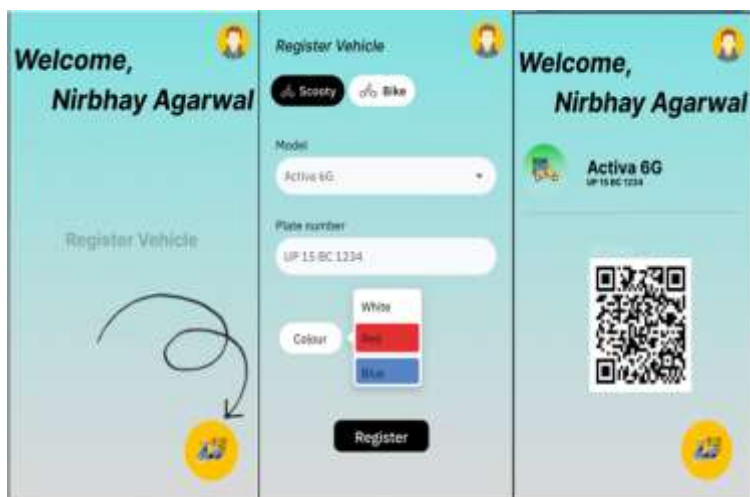 Welcome,
Nirbhay Agarwal
Register Vehicle
Register Vehicle
Scooty
Bike
Model
Activa 6G
Plate number
UP 15 BC 1234
Colour
White
Red
Blue
Register
Welcome,
Nirbhay Agarwal
Activa 6G
UP 15 BC 1234